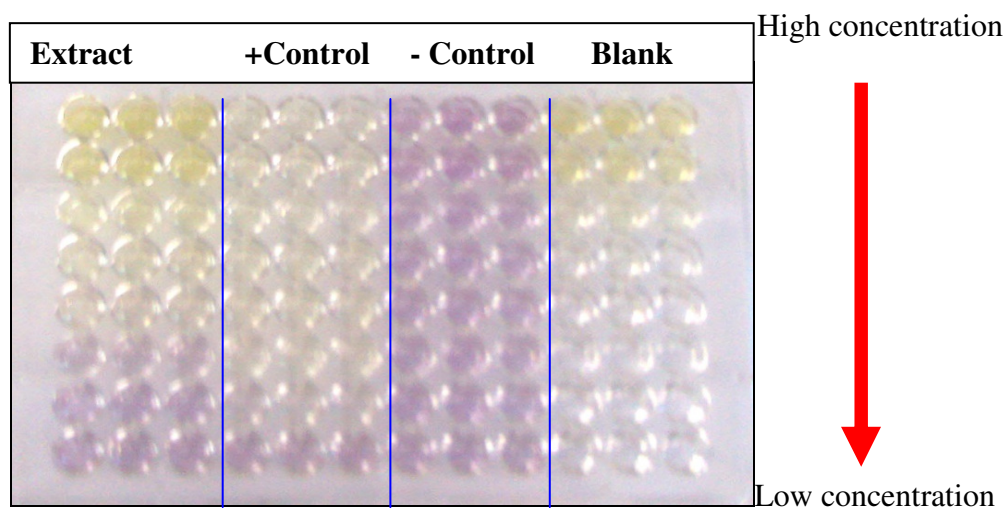 High concentration
Extract +Control - Control Blank
Low concentration